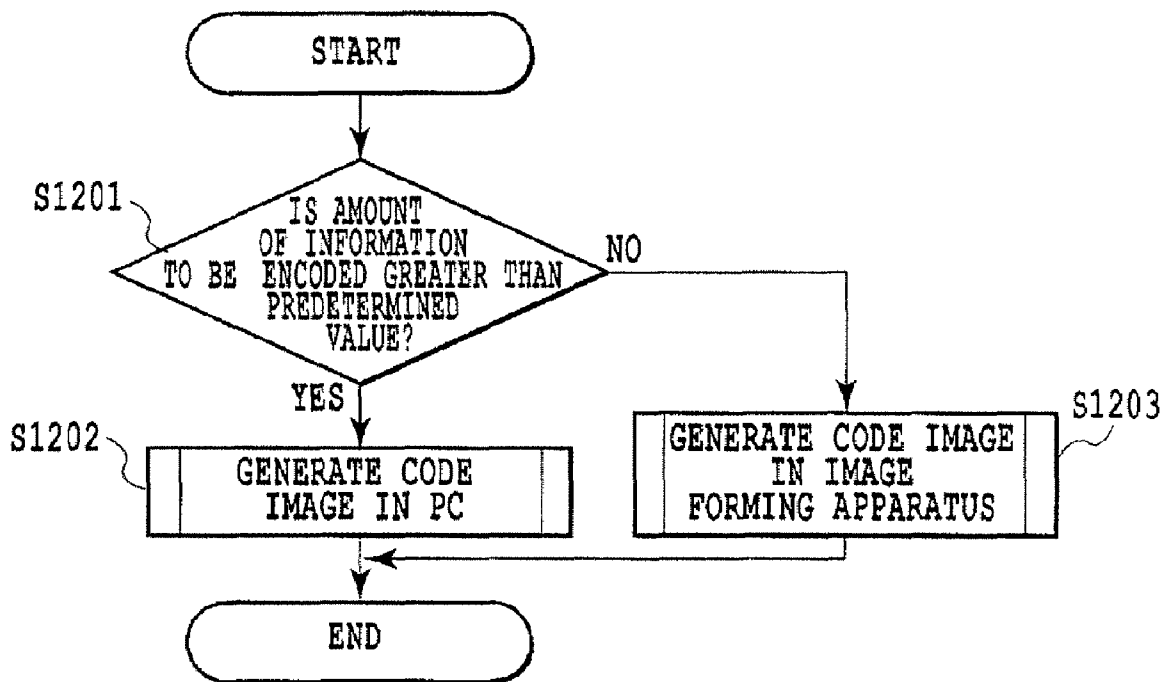 START
S1201
IS AMOUNT
OF INFORMATION
TO BE ENCODED GREATER THAN
PREDETERMINED
VALUE?
NO
YES
S1202
GENERATE CODE
IMAGE IN PC
GENERATE CODE IMAGE
IN IMAGE
FORMING APPARATUS
S1203
END